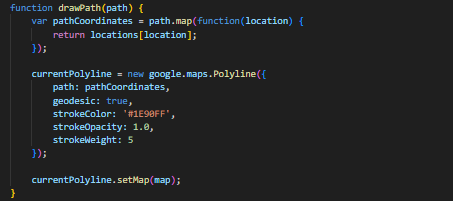 function drawPath(path) {
    var pathCoordinates = path.map(function(location) {
        return locations[location];
    });

    currentPolyline = new google.maps.Polyline({
        path: pathCoordinates,
        geodesic: true,
        strokeColor: '#1E90FF',
        strokeOpacity: 1.0,
        strokeWeight: 5
    });

    currentPolyline.setMap(map);
}